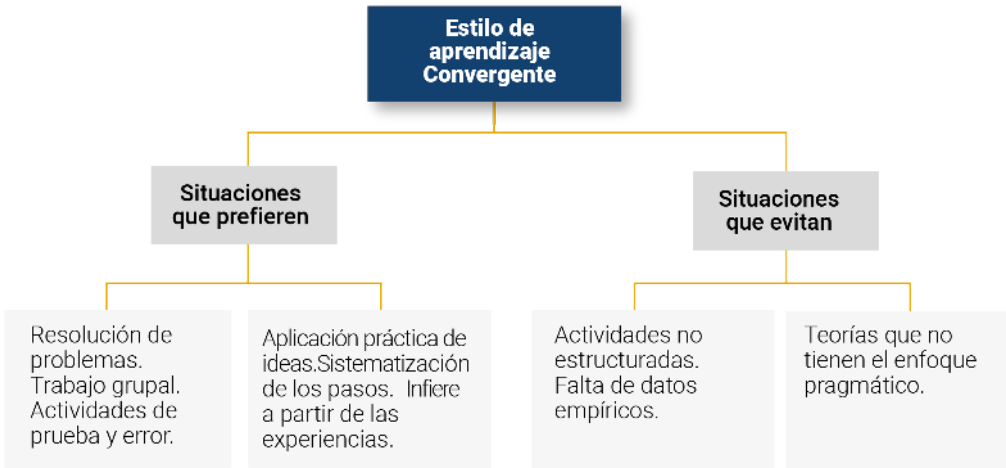 Estilo de
aprendizaje
Convergente
Situaciones
que prefieren
Situaciones
que evitan
Resolución de
problemas.
Trabajo grupal.
Actividades de
prueba y error.
Aplicación práctica de
ideas.Sistematización
de los pasos. Infiere
a partir de las
experiencias.
Actividades no
estructuradas.
Falta de datos
empíricos.
Teorías que no
tienen el enfoque
pragmático.